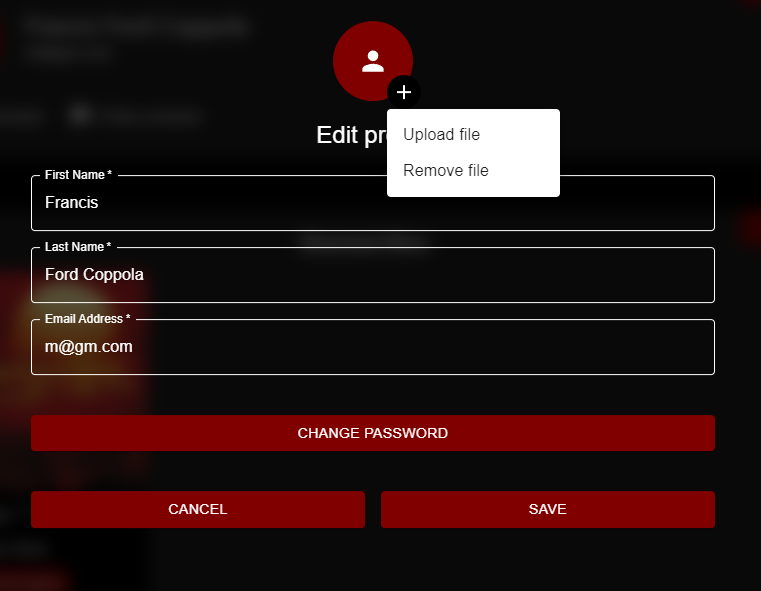 Edit pr
Upload file
Remove file
First Name *
Francis
Last Name *
Ford Coppola
Email Address *
m@gm.com
CHANGE PASSWORD
CANCEL
SAVE